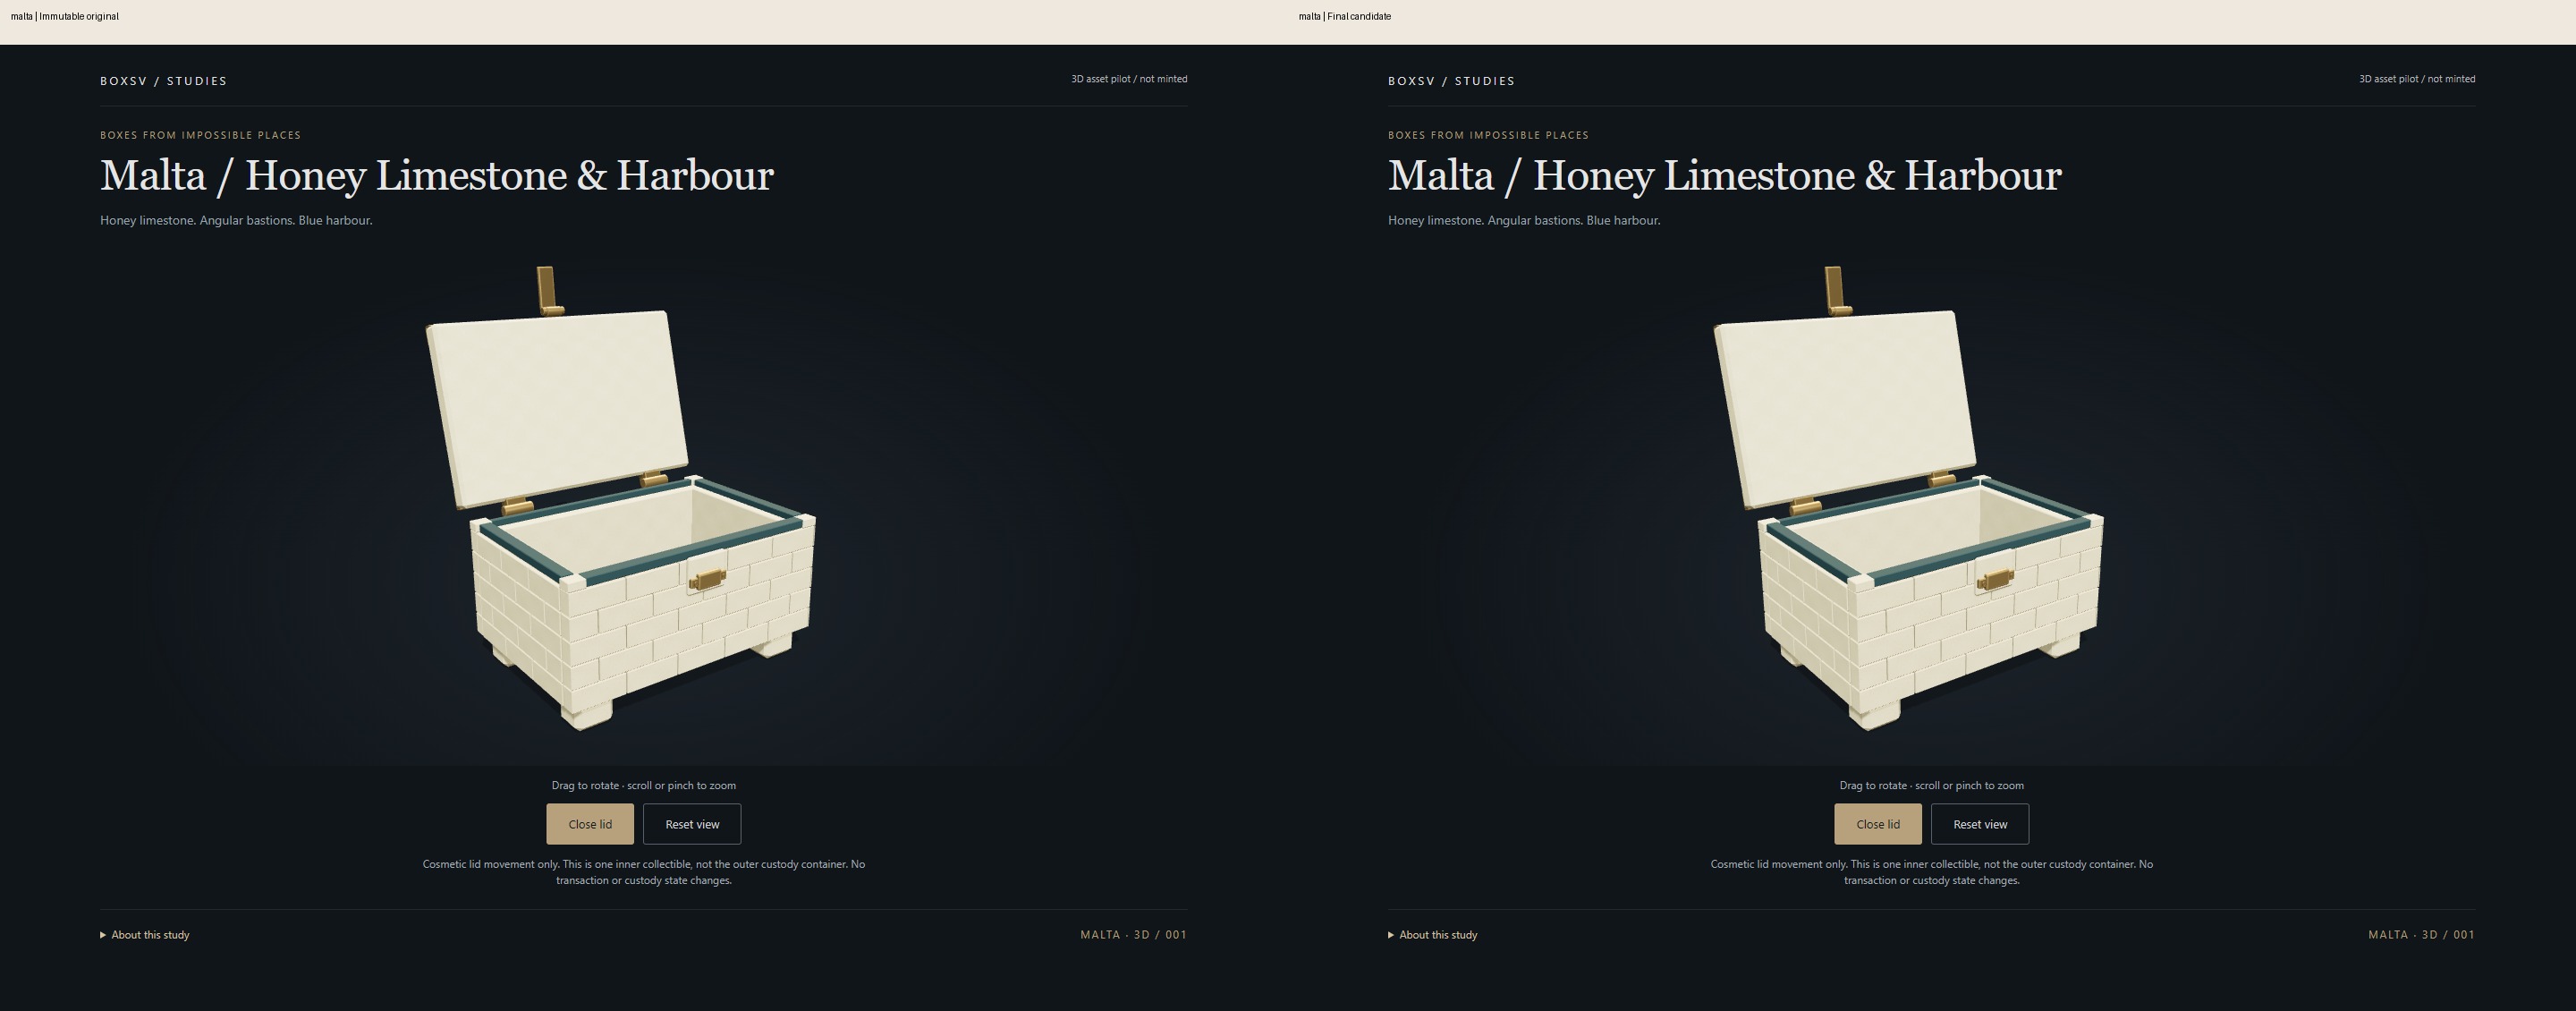 malta | Immutable original
malta | Final candidate
BOXSV / STUDIES
3D asset pilot / not minted
BOXES FROM IMPOSSIBLE PLACES
Malta / Honey Limestone & Harbour
Honey limestone. Angular bastions. Blue harbour.
Drag to rotate · scroll or pinch to zoom
Close lid
Reset view
Cosmetic lid movement only. This is one inner collectible, not the outer custody container. No
transaction or custody state changes.
▶ About this study
MALTA · 3D / 001
BOXSV / STUDIES
3D asset pilot / not minted
BOXES FROM IMPOSSIBLE PLACES
Malta / Honey Limestone & Harbour
Honey limestone. Angular bastions. Blue harbour.
Drag to rotate · scroll or pinch to zoom
Close lid
Reset view
Cosmetic lid movement only. This is one inner collectible, not the outer custody container. No
transaction or custody state changes.
▶ About this study
MALTA · 3D / 001